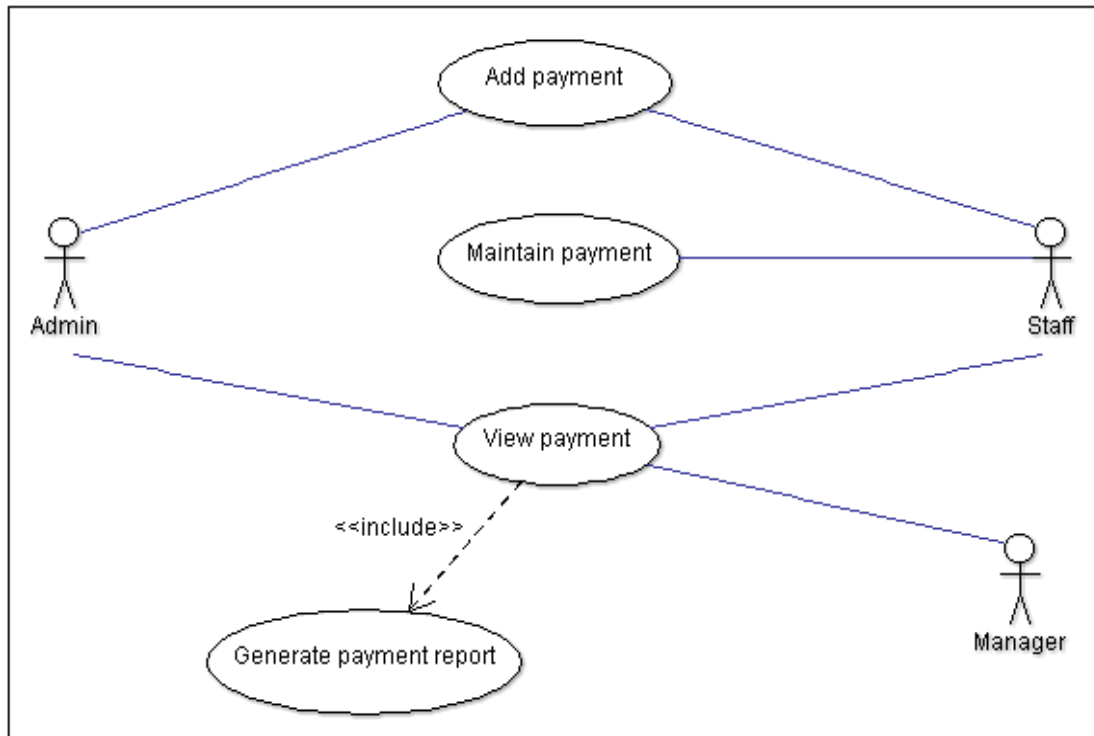 Add payment
Maintain payment
Admin
Staff
View payment
<<include>>
Generate payment report
Manager